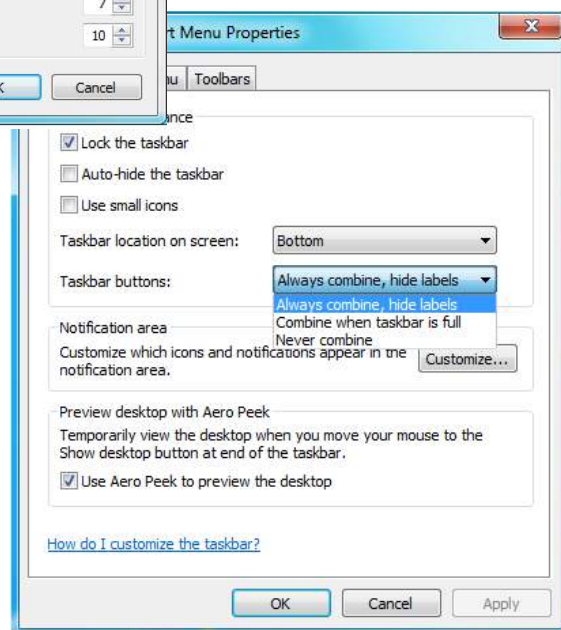 7
10
Cancel
rt Menu Properties
Toolbars
Lock the taskbar
Auto-hide the taskbar
Use small icons
Taskbar location on screen: Bottom
Taskbar buttons: Always combine, hide labels
Always combine, hide labels
Combine when taskbar is full
Never combine
Notification area
Customize which icons and notifications appear in the
notification area.
Customize...
Preview desktop with Aero Peek
Temporarily view the desktop when you move your mouse to the
Show desktop button at end of the taskbar.
Use Aero Peek to preview the desktop
How do I customize the taskbar?
OK Cancel Apply